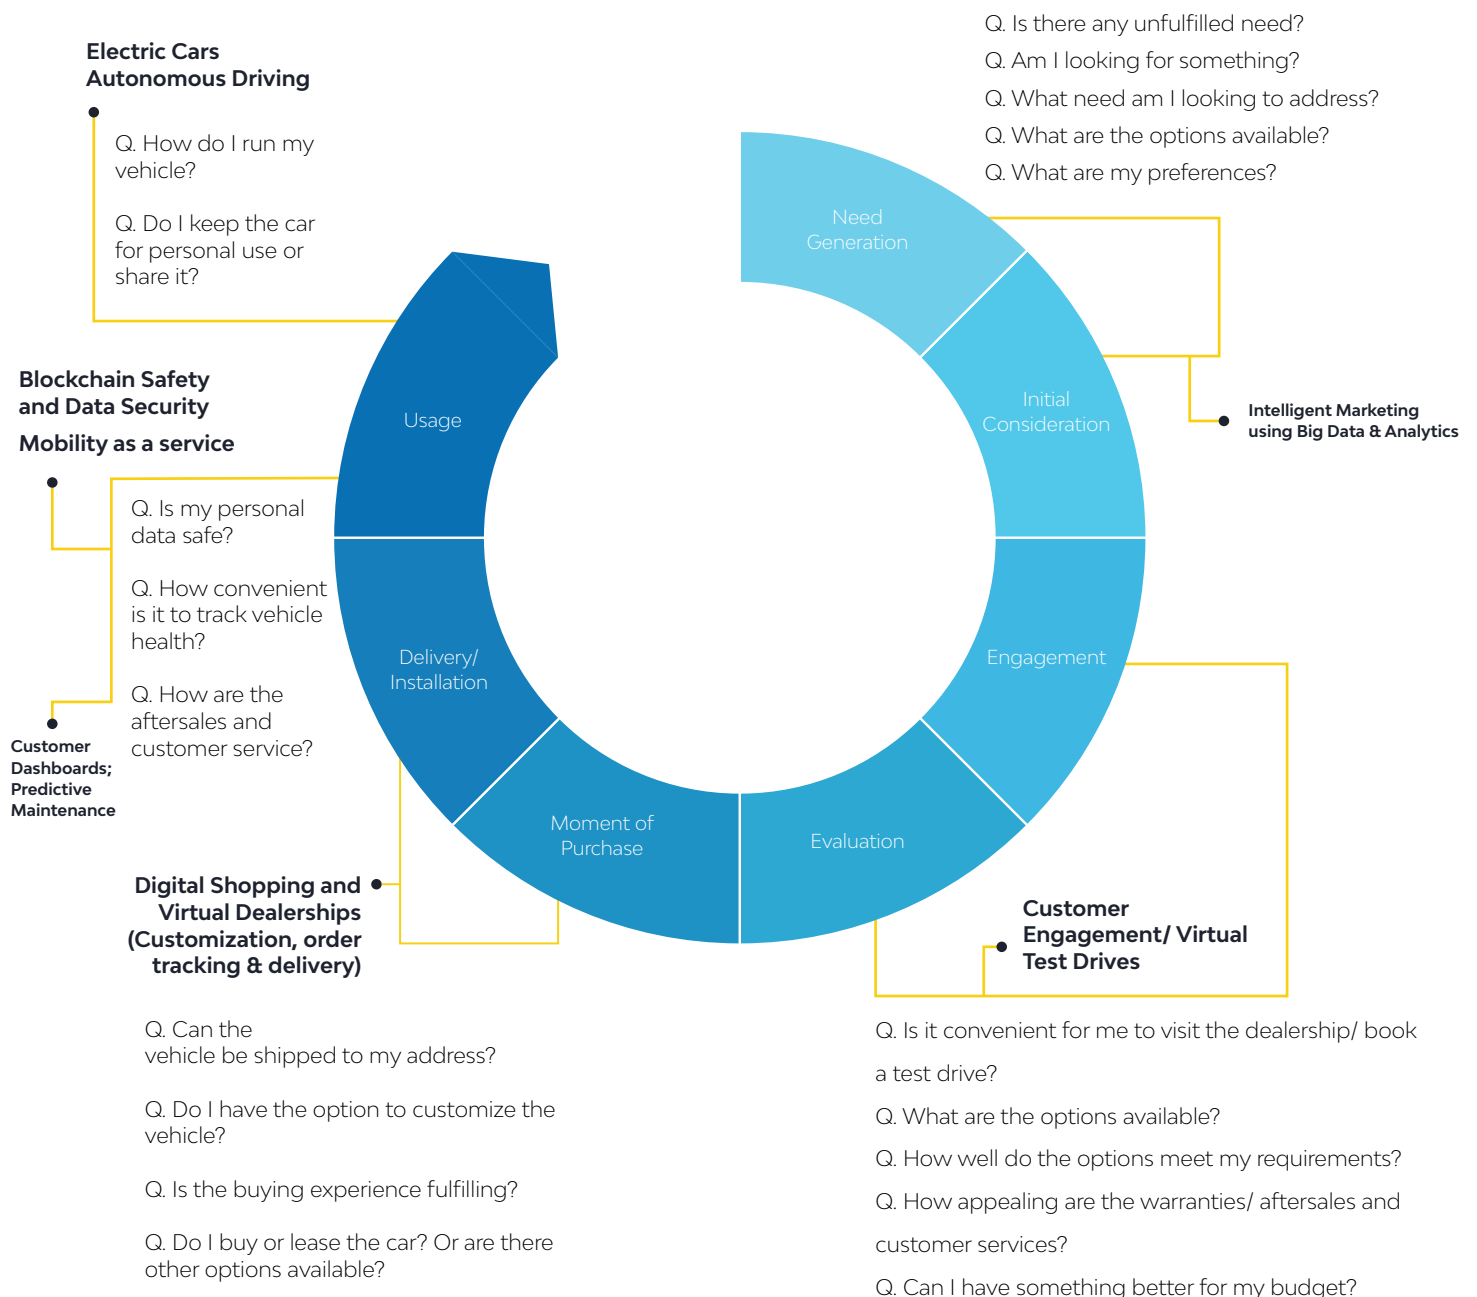 Q. Is there any unfulfilled need?
Q. Am I looking for something?
Q. What need am I looking to address?
Q. What are the options available?
Q. What are my preferences?
Electric Cars
Autonomous Driving
Q. How do I run my
vehicle?
Q. Do I keep the car
for personal use or
share it?
Need
Generation
Initial
Consideration
Intelligent Marketing
using Big Data & Analytics
Usage
Blockchain Safety
and Data Security
Mobility as a service
Q. Is my personal
data safe?
Q. How convenient
is it to track vehicle
health?
Q. How are the
aftersales and
customer service?
Customer
Dashboards;
Predictive
Maintenance
Delivery/
Installation
Engagement
Moment of
Purchase
Evaluation
Digital Shopping and
Virtual Dealerships
(Customization, order
tracking & delivery)
Q. Can the
vehicle be shipped to my address?
Q. Do I have the option to customize the
vehicle?
Q. Is the buying experience fulfilling?
Q. Do I buy or lease the car? Or are there
other options available?
Customer
Engagement/ Virtual
Test Drives
Q. Is it convenient for me to visit the dealership/ book
a test drive?
Q. What are the options available?
Q. How well do the options meet my requirements?
Q. How appealing are the warranties/ aftersales and
customer services?
Q. Can I have something better for my budget?